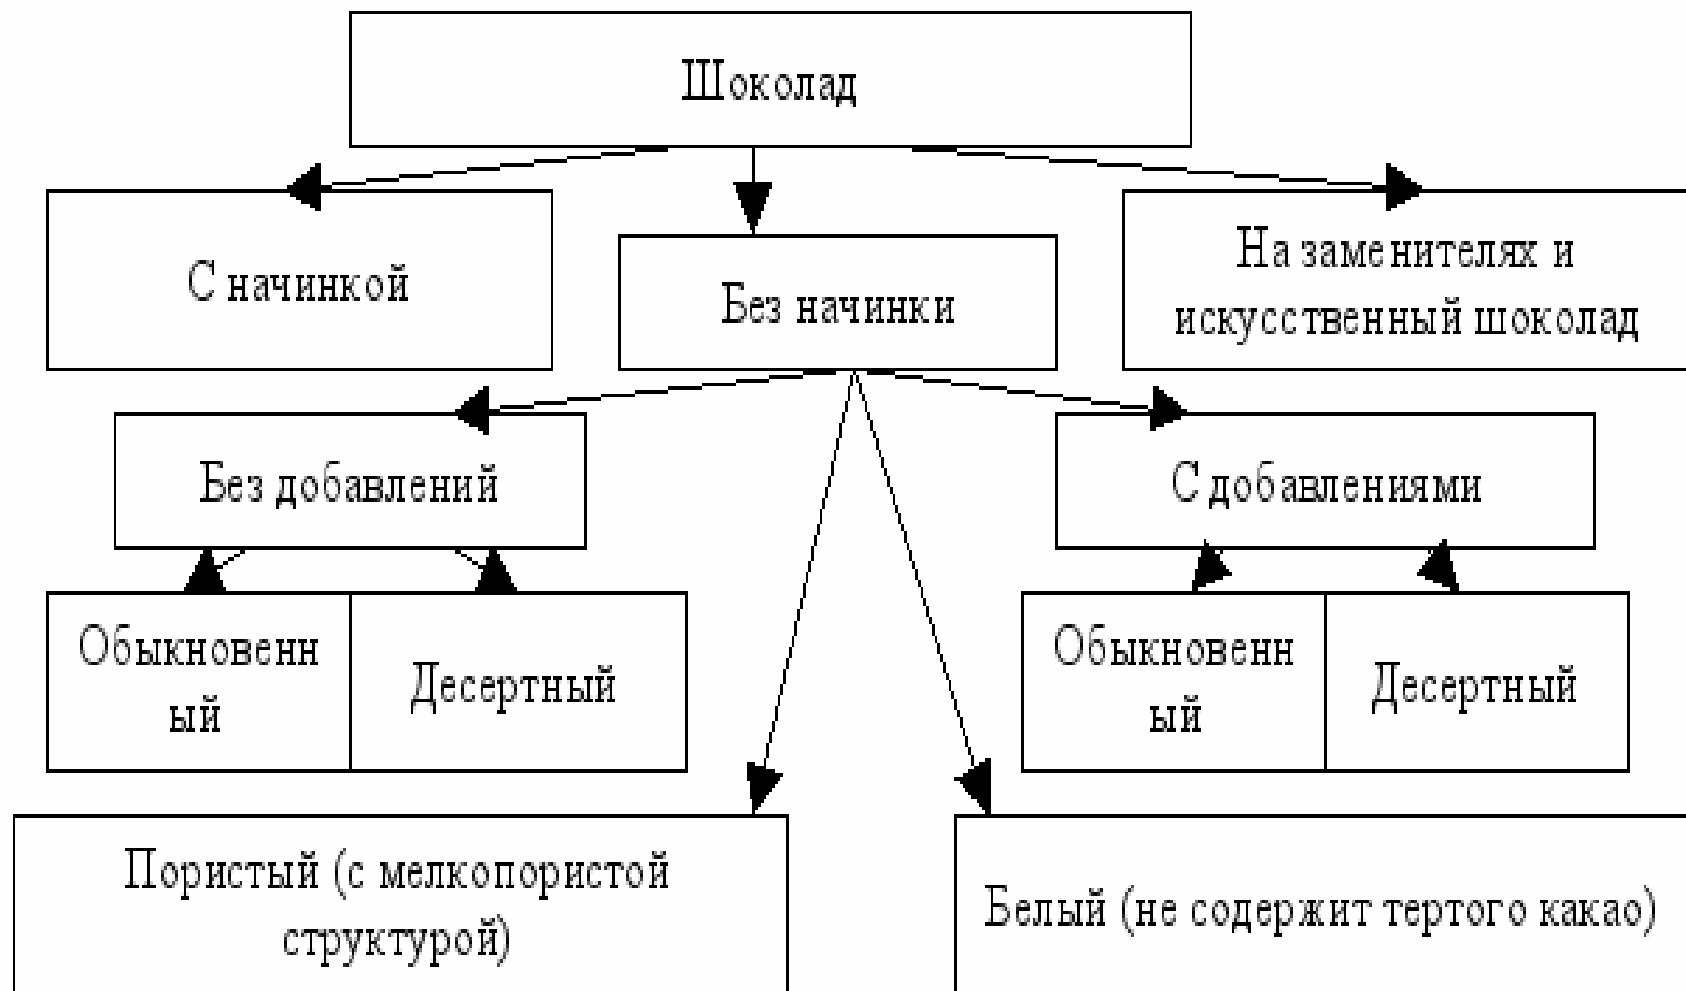 Шоколад
С начинкой
Без начинки
На заменителях и
искусственный шоколад
Без добавлений
С добавлениями
Обыкновенн
ый
Десертный
Обыкновенн
ый
Десертный
Пористый (с мелкопористой
структурой)
Белый (не содержит тертого какао)